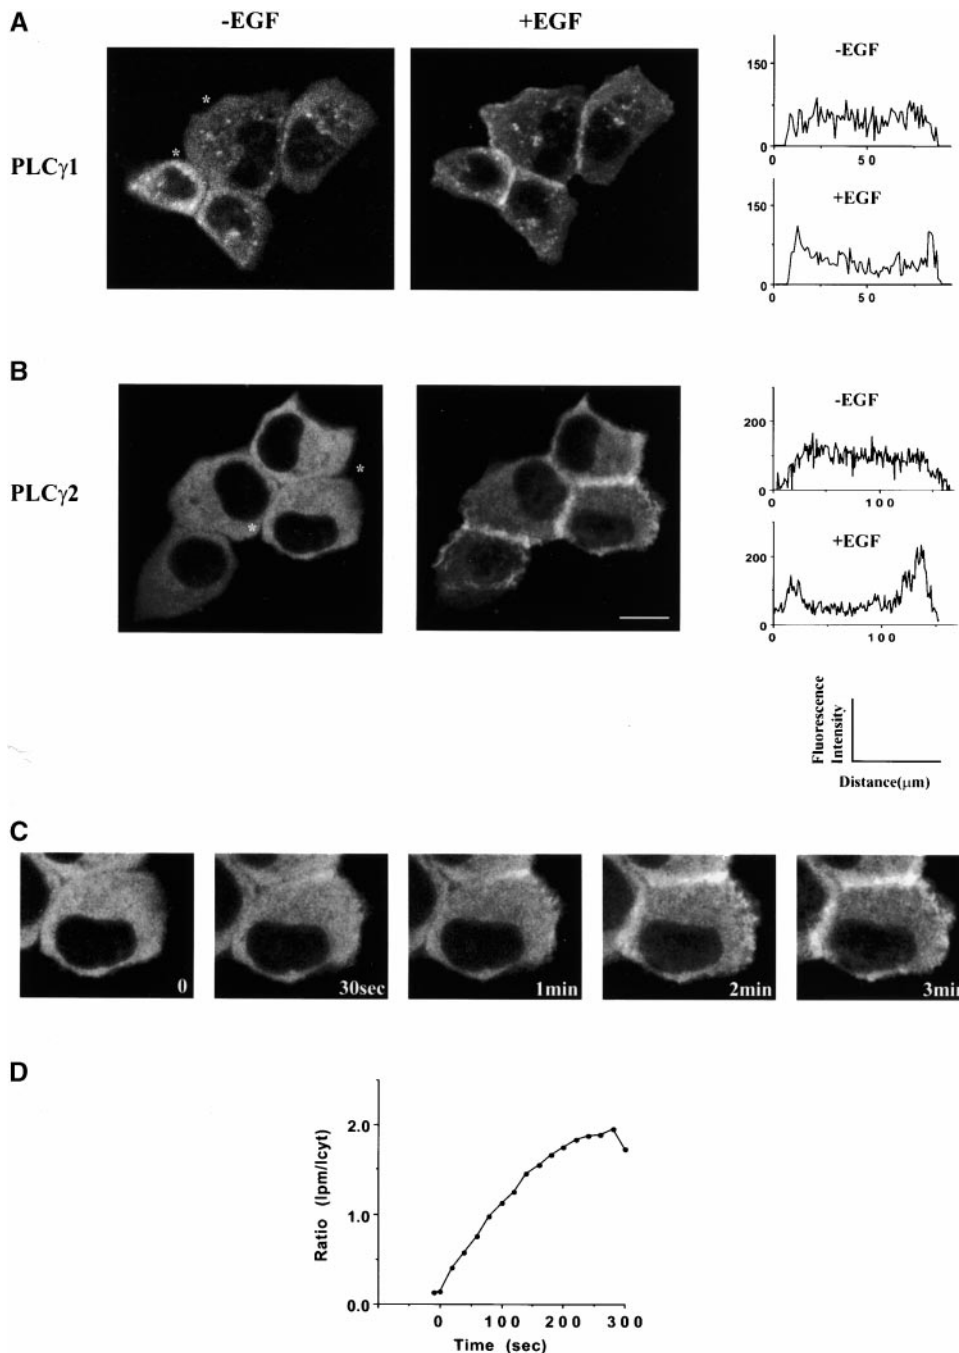 A
-EGF
+EGF
PLCγ1
*
*
-EGF
150
0
50
+EGF
150
0
0
50
B
PLCγ2
*
*
-EGF
200
0
100
+EGF
200
0
0
100
Fluorescence
Intensity
Distance(μm)
C
0
30sec
1min
2min
3min
D
Ratio (Ipm/Icyt)
2.0
1.0
0.0
0
100
200
300
Time (sec)